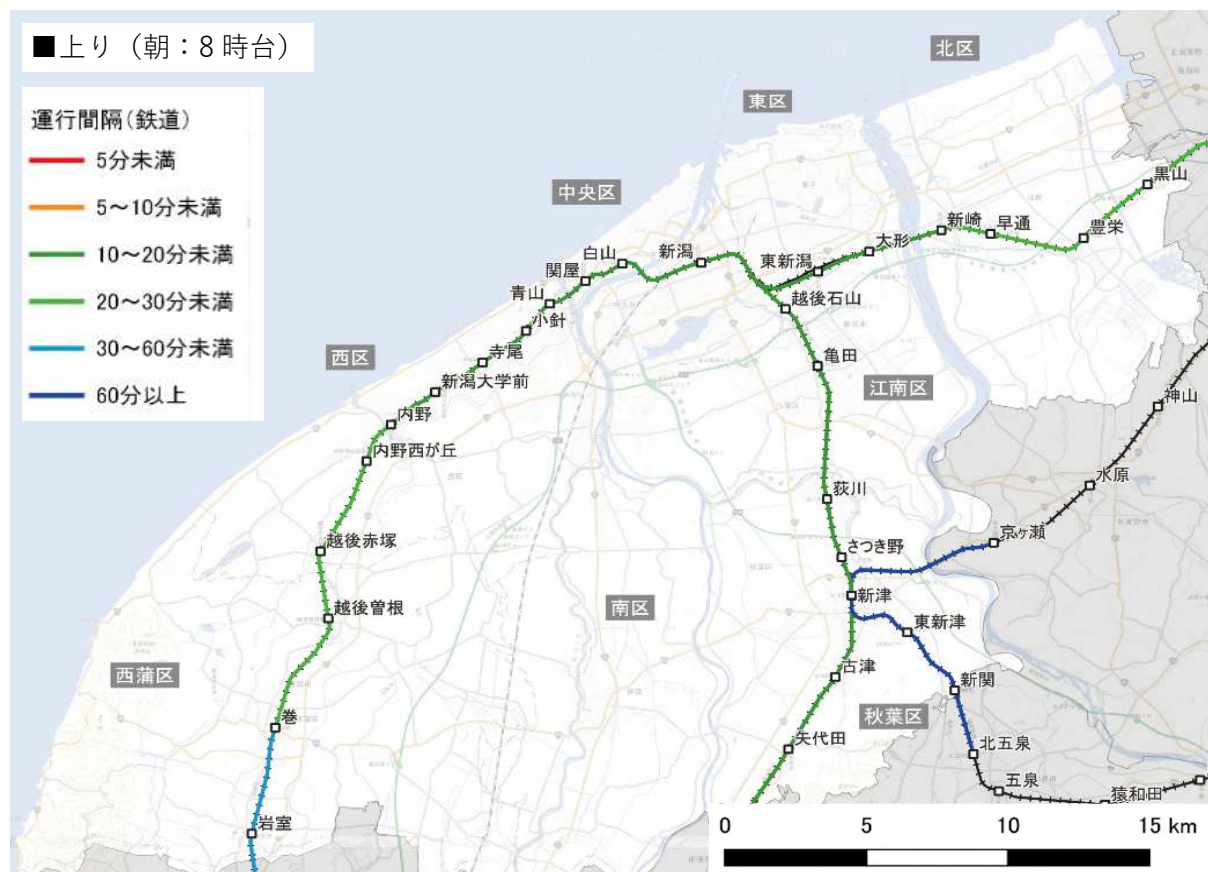 ■上り（朝：8時台）
運行間隔(鉄道)
5分未満
5～10分未満
10～20分未満
20～30分未満
30～60分未満
60分以上
北区
東区
中央区
西区
江南区
南区
西蒲区
秋葉区
黒山
豊栄
早通
新崎
大形
東新潟
新潟
白山
関屋
青山
小針
寺尾
新潟大学前
内野
内野西が丘
越後赤塚
越後曽根
巻
岩室
越後石山
亀田
荻川
さつき野
新津
古津
矢代田
京ヶ瀬
水原
神山
東新津
新関
北五泉
五泉
猿和田
0 5 10 15 km